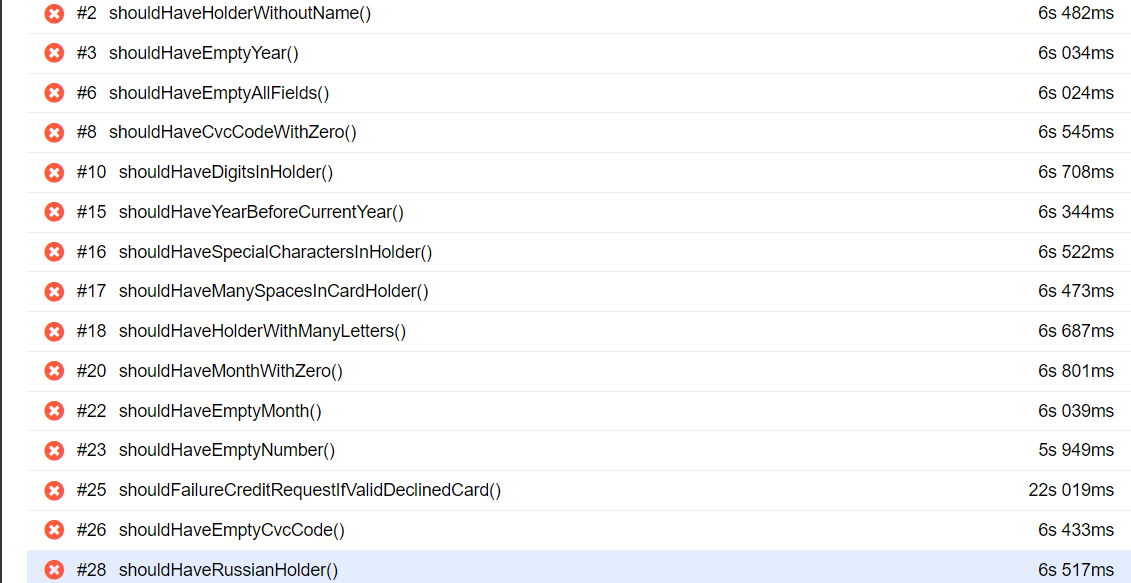 #2 shouldHaveHolderWithoutName() 6s 482ms
#3 shouldHaveEmptyYear() 6s 034ms
#6 shouldHaveEmptyAllFields() 6s 024ms
#8 shouldHaveCvcCodeWithZero() 6s 545ms
#10 shouldHaveDigitsInHolder() 6s 708ms
#15 shouldHaveYearBeforeCurrentYear() 6s 344ms
#16 shouldHaveSpecialCharactersInHolder() 6s 522ms
#17 shouldHaveManySpacesInCardHolder() 6s 473ms
#18 shouldHaveHolderWithManyLetters() 6s 687ms
#20 shouldHaveMonthWithZero() 6s 801ms
#22 shouldHaveEmptyMonth() 6s 039ms
#23 shouldHaveEmptyNumber() 5s 949ms
#25 shouldFailureCreditRequestIfValidDeclinedCard() 22s 019ms
#26 shouldHaveEmptyCvcCode() 6s 433ms
#28 shouldHaveRussianHolder() 6s 517ms